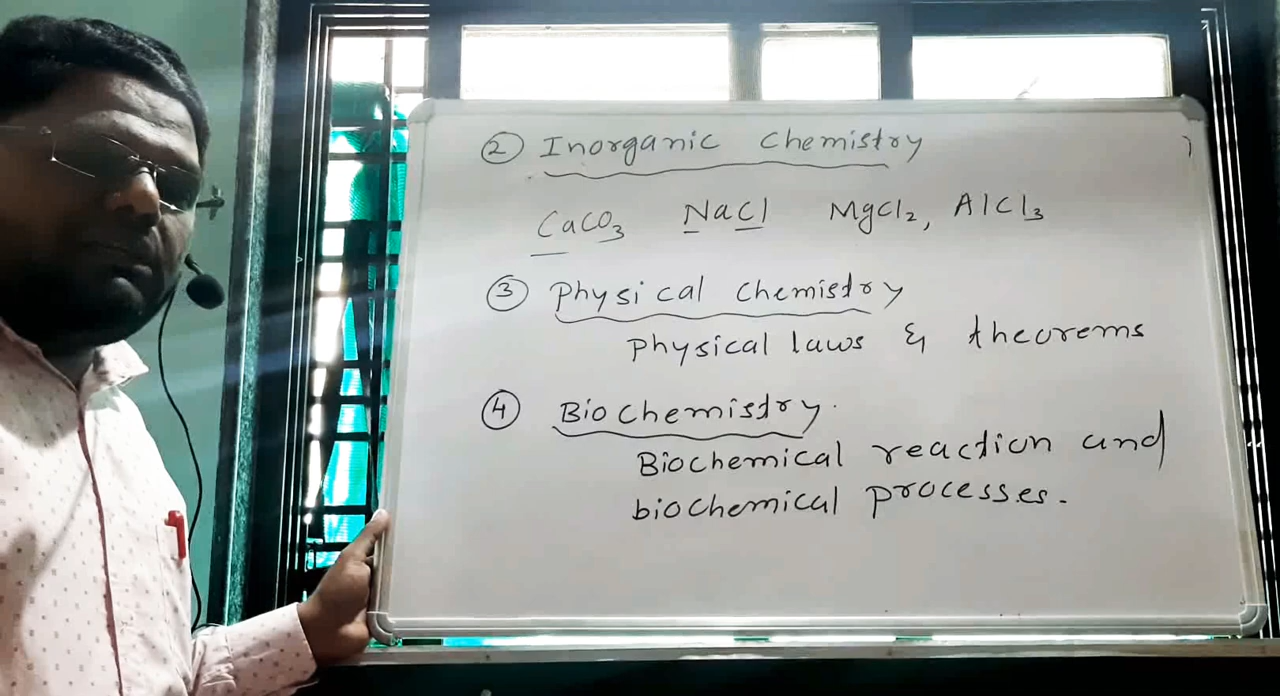 ② Inorganic Chemistry
CaCO₃ NaCl MgCl₂, AlCl₃
③ Physical Chemistry
Physical laws & theorems
④ Biochemistry.
Biochemical reaction and
biochemical processes.